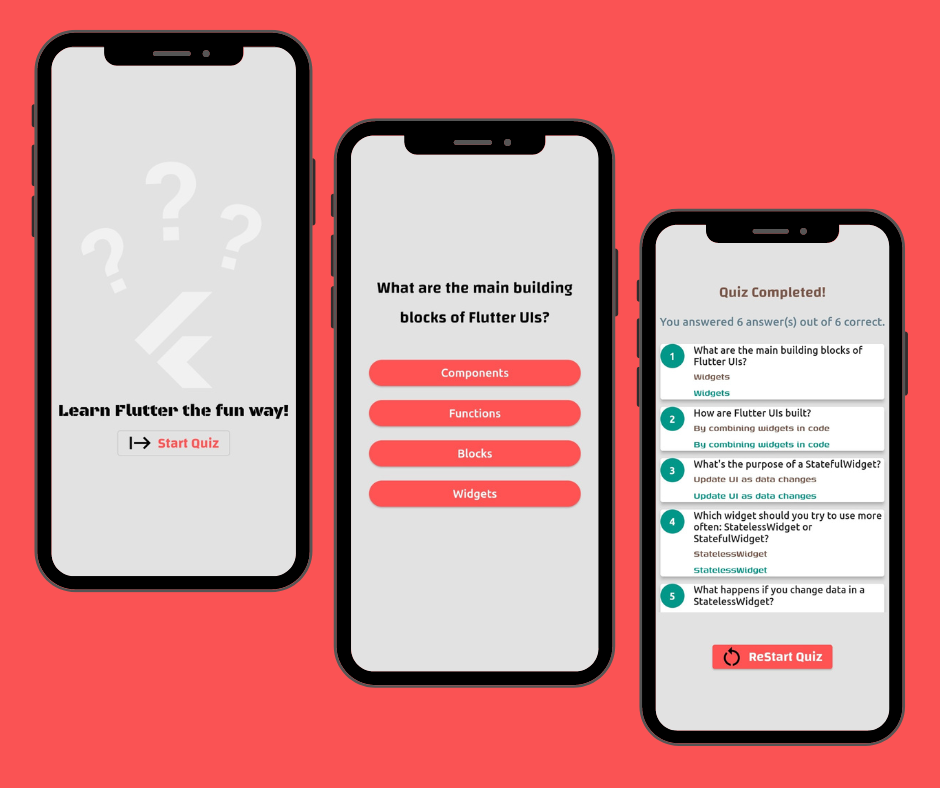 ? ? ?
Learn Flutter the fun way!
Start Quiz
What are the main building
blocks of Flutter UIs?
Components
Functions
Blocks
Widgets
Quiz Completed!
You answered 6 answer(s) out of 6 correct.
1
What are the main building blocks of
Flutter UIs?
Widgets
Widgets
2
How are Flutter UIs built?
By combining widgets in code
By combining widgets in code
3
What's the purpose of a StatefulWidget?
Update UI as data changes
Update UI as data changes
4
Which widget should you try to use more
often: StatelessWidget or
StatefulWidget?
StatelessWidget
StatelessWidget
5
What happens if you change data in a
StatelessWidget?
ReStart Quiz